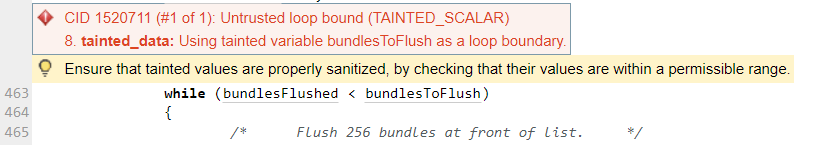 CID 1520711 (#1 of 1): Untrusted loop bound (TAINTED_SCALAR)
8. tainted_data: Using tainted variable bundlesToFlush as a loop boundary.
Ensure that tainted values are properly sanitized, by checking that their values are within a permissible range.
463 while (bundlesFlushed < bundlesToFlush)
464 {
465 /* Flush 256 bundles at front of list. */